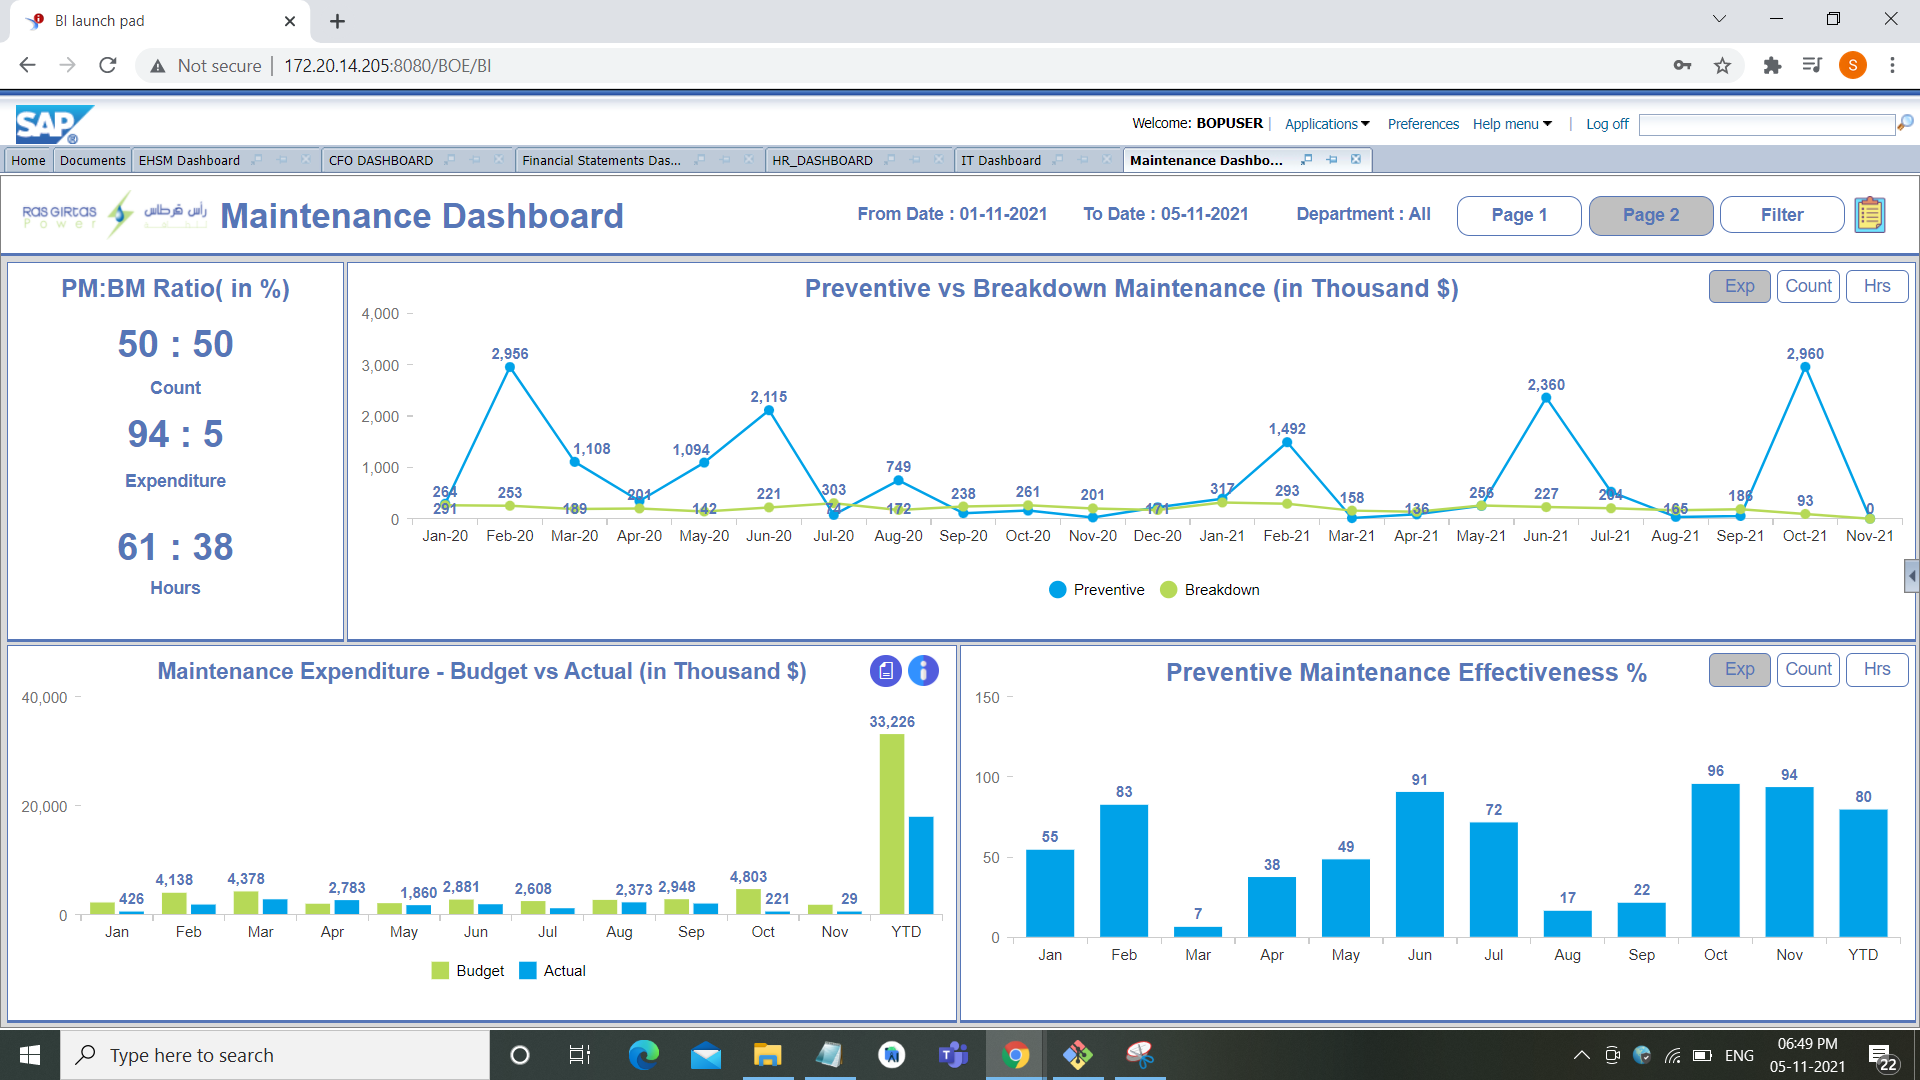 BI launch pad
Not secure | 172.20.14.205:8080/BOE/BI
S
SAP ®
Welcome: BOPUSER | Applications Preferences Help menu | Log off
Home Documents EHSM Dashboard CFO DASHBOARD Financial Statements Das... HR_DASHBOARD IT Dashboard Maintenance Dashbo...
RAS GIRTAS رأس قرطاس
Power
Maintenance Dashboard
From Date : 01-11-2021 To Date : 05-11-2021 Department : All Page 1 Page 2 Filter
PM:BM Ratio( in %)
50 : 50
Count
94 : 5
Expenditure
61 : 38
Hours
Preventive vs Breakdown Maintenance (in Thousand $)
Exp Count Hrs
4,000
3,000
2,000
1,000
0
2,956 2,960
2,360
2,115
1,492
1,108 1,094
749
264 253 189 201 142 221 303 172 238 261 201 171 317 293 158 136 256 227 204 165 186 93 0
291 74
Jan-20 Feb-20 Mar-20 Apr-20 May-20 Jun-20 Jul-20 Aug-20 Sep-20 Oct-20 Nov-20 Dec-20 Jan-21 Feb-21 Mar-21 Apr-21 May-21 Jun-21 Jul-21 Aug-21 Sep-21 Oct-21 Nov-21
Preventive Breakdown
Maintenance Expenditure - Budget vs Actual (in Thousand $)
40,000
20,000
0
33,226
426 4,138 4,378 2,783 1,860 2,881 2,608 2,373 2,948 4,803 221 29
Jan Feb Mar Apr May Jun Jul Aug Sep Oct Nov YTD
Budget Actual
Preventive Maintenance Effectiveness %
Exp Count Hrs
150
100
50
0
55 83 7 38 49 91 72 17 22 96 94 80
Jan Feb Mar Apr May Jun Jul Aug Sep Oct Nov YTD
Type here to search
ENG
06:49 PM
05-11-2021
22